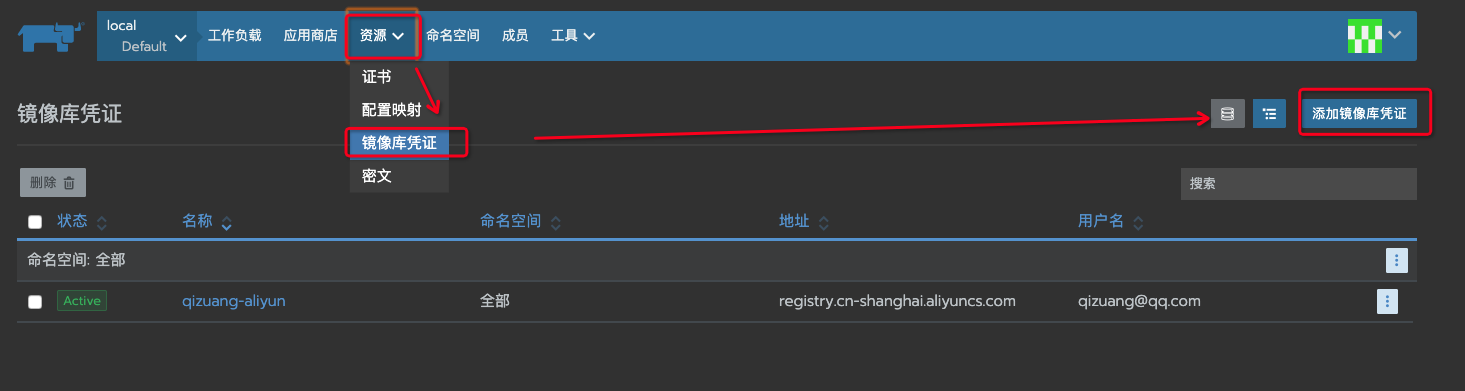 local
Default
工作负载 应用商店 资源 命名空间 成员 工具
证书
配置映射
镜像库凭证
密文
镜像库凭证
添加镜像库凭证
删除
搜索
状态 名称 命名空间 地址 用户名
命名空间: 全部
Active qizuang-aliyun 全部 registry.cn-shanghai.aliyuncs.com qizuang@qq.com